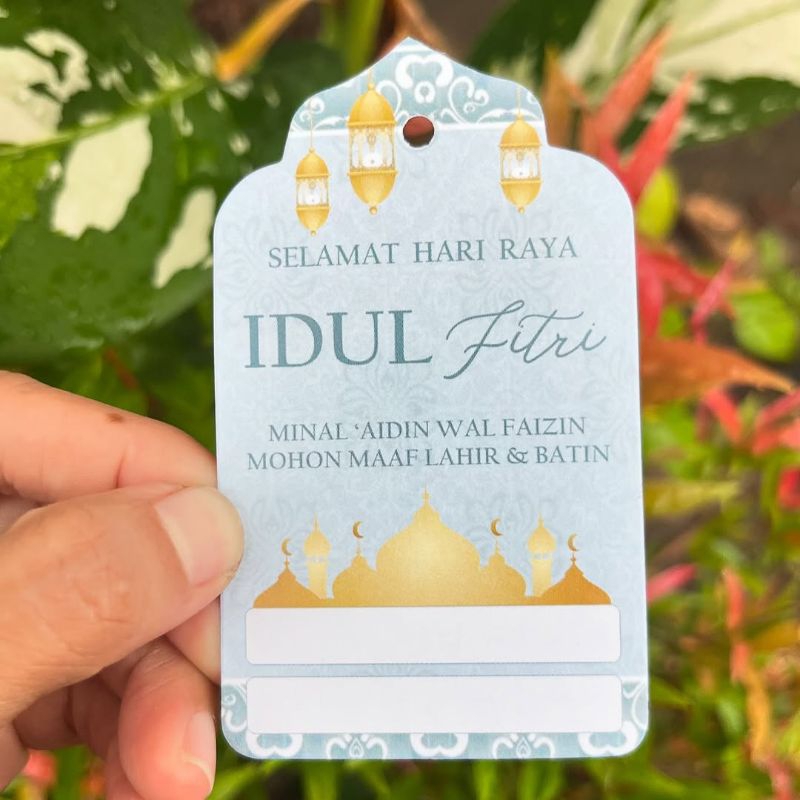 SELAMAT HARI RAYA
IDUL Fitri
MINAL ‘AIDIN WAL FAIZIN
MOHON MAAF LAHIR & BATIN